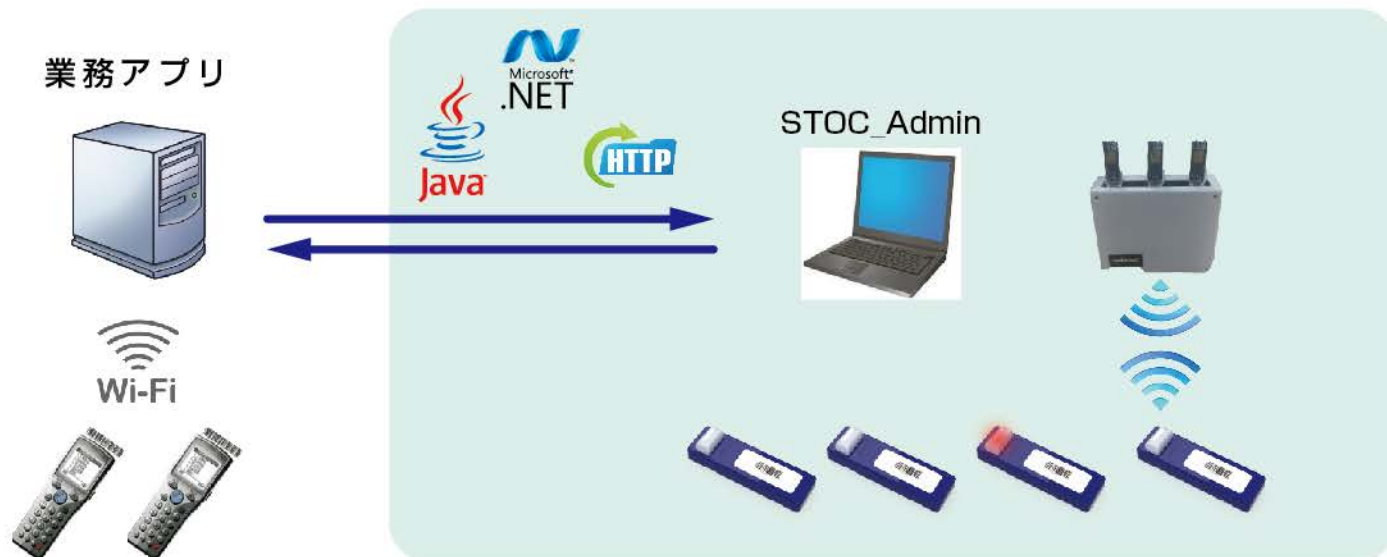 業務アプリ
Microsoft®
.NET
Java
HTTP
STOC_Admin
Wi-Fi